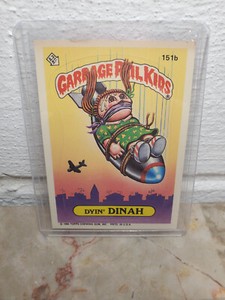 151b
GARBAGE PAIL KIDS
DYIN' DINAH